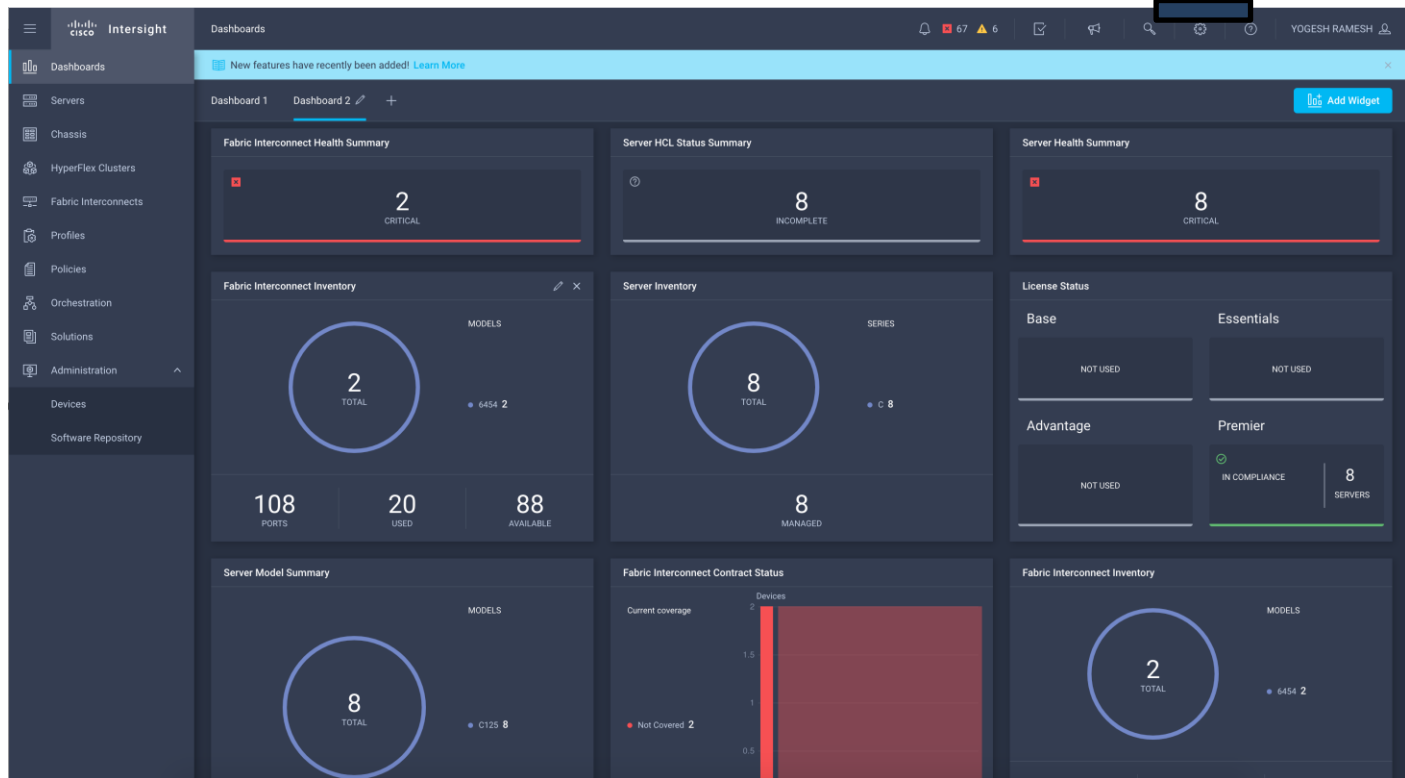 cisco Intersight
Dashboards
67 6
YOGESH RAMESH
Dashboards
Servers
Chassis
HyperFlex Clusters
Fabric Interconnects
Profiles
Policies
Orchestration
Solutions
Administration
Devices
Software Repository
New features have recently been added! Learn More
Dashboard 1 Dashboard 2
Add Widget
Fabric Interconnect Health Summary
2
CRITICAL
Server HCL Status Summary
8
INCOMPLETE
Server Health Summary
8
CRITICAL
Fabric Interconnect Inventory
MODELS
2
TOTAL
6454 2
108
PORTS
20
USED
88
AVAILABLE
Server Inventory
SERIES
8
TOTAL
C 8
8
MANAGED
License Status
Base
NOT USED
Essentials
NOT USED
Advantage
NOT USED
Premier
IN COMPLIANCE
8
SERVERS
Server Model Summary
MODELS
8
TOTAL
C125 8
Fabric Interconnect Contract Status
Devices
Current coverage
2
1.5
1
Not Covered 2
0.5
Fabric Interconnect Inventory
MODELS
2
TOTAL
6454 2